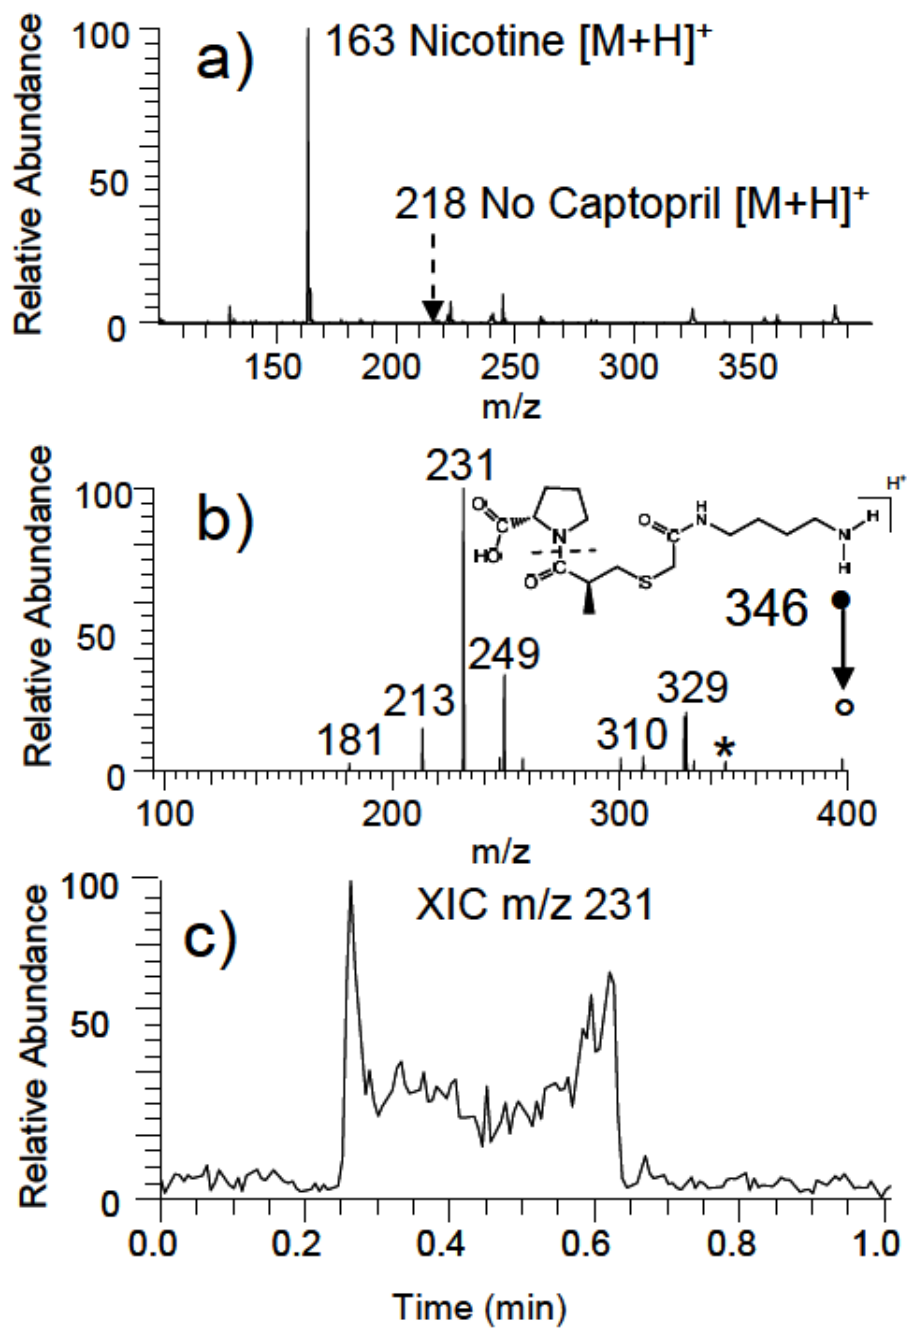 a)
163 Nicotine [M+H]⁺
218 No Captopril [M+H]⁺
Relative Abundance
100
50
0
150 200 250 300 350
m/z
b)
Relative Abundance
100
50
0
231
249
213
181
329
310
*
346
O
C
HO
N
O
C
S
O
C
H
N
H
N
H
H⁺
100 200 300 400
m/z
c)
XIC m/z 231
Relative Abundance
100
50
0
0.0 0.2 0.4 0.6 0.8 1.0
Time (min)